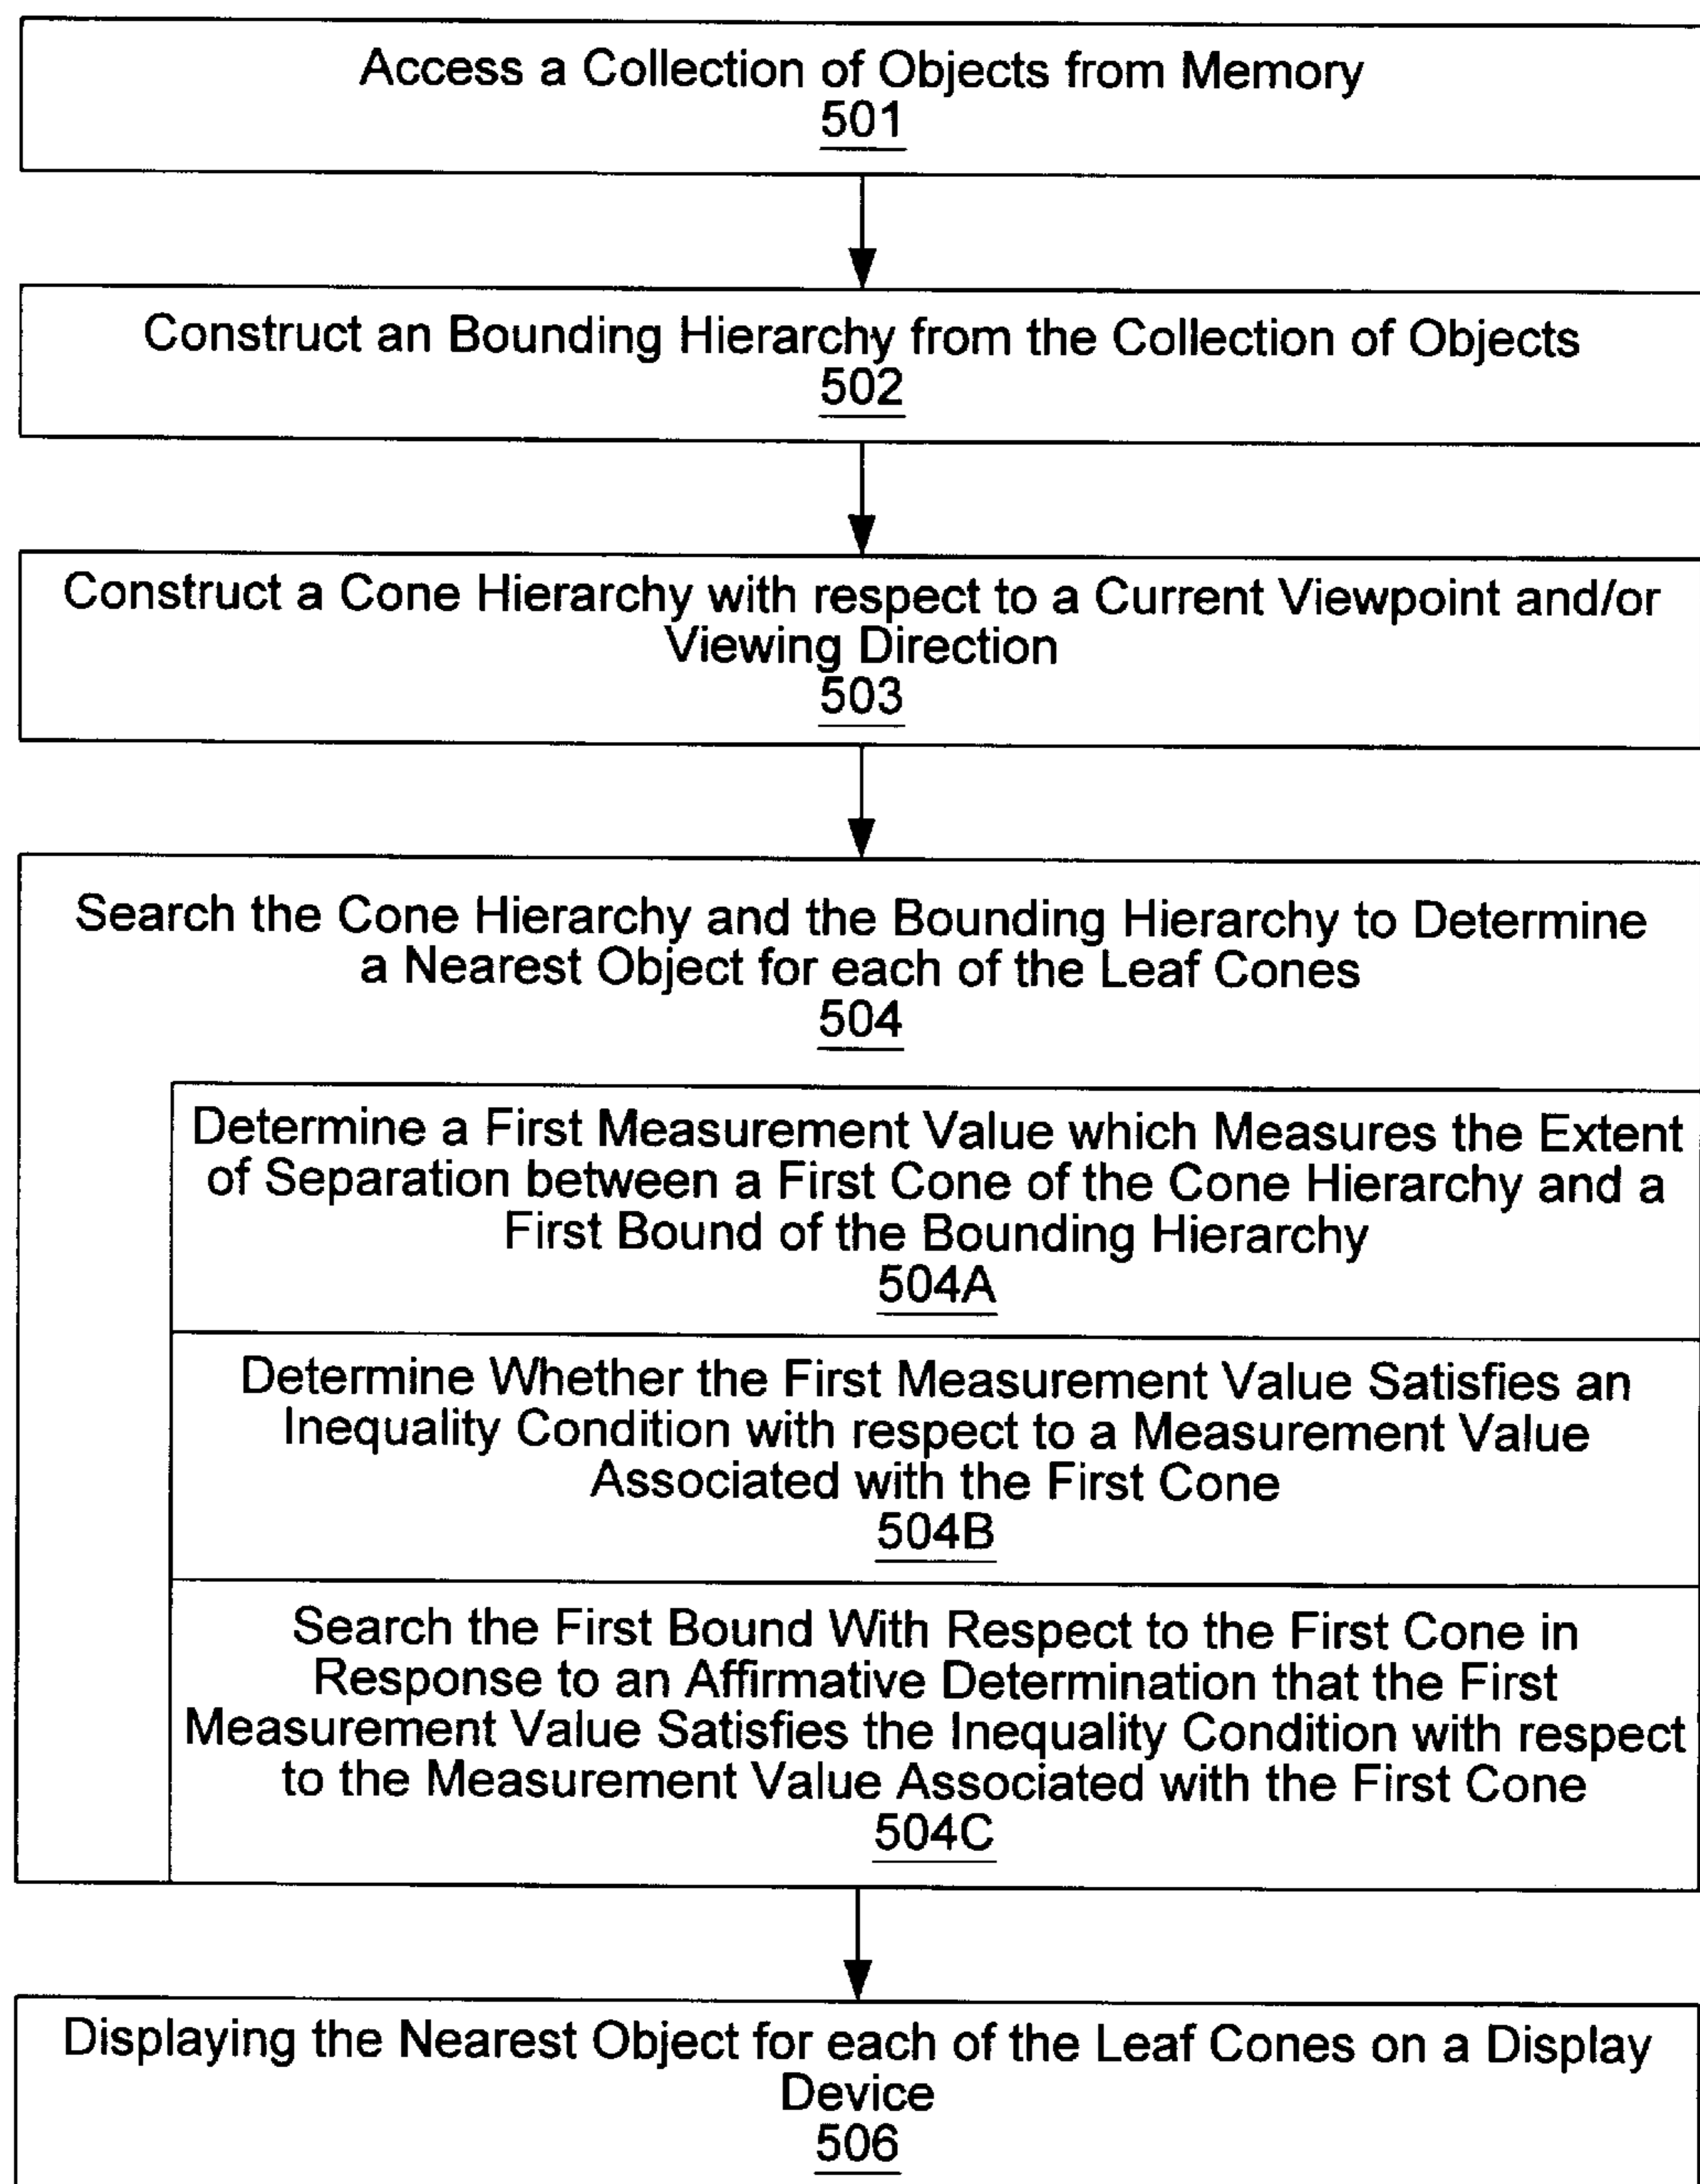 Access a Collection of Objects from Memory
501
Construct an Bounding Hierarchy from the Collection of Objects
502
Construct a Cone Hierarchy with respect to a Current Viewpoint and/or
Viewing Direction
503
Search the Cone Hierarchy and the Bounding Hierarchy to Determine
a Nearest Object for each of the Leaf Cones
504
Determine a First Measurement Value which Measures the Extent
of Separation between a First Cone of the Cone Hierarchy and a
First Bound of the Bounding Hierarchy
504A
Determine Whether the First Measurement Value Satisfies an
Inequality Condition with respect to a Measurement Value
Associated with the First Cone
504B
Search the First Bound With Respect to the First Cone in
Response to an Affirmative Determination that the First
Measurement Value Satisfies the Inequality Condition with respect
to the Measurement Value Associated with the First Cone
504C
Displaying the Nearest Object for each of the Leaf Cones on a Display
Device
506